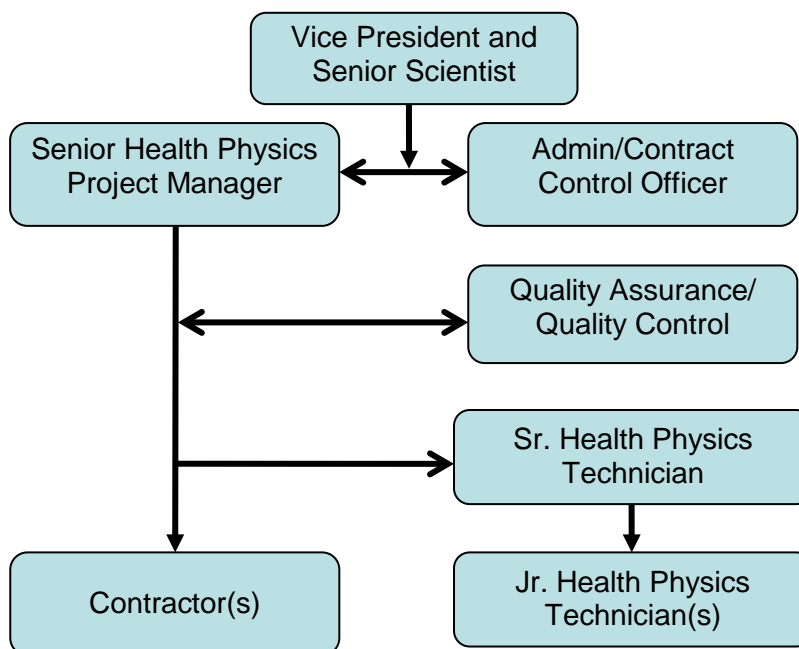 Vice President and
Senior Scientist
Senior Health Physics
Project Manager
Admin/Contract
Control Officer
Quality Assurance/
Quality Control
Sr. Health Physics
Technician
Contractor(s)
Jr. Health Physics
Technician(s)